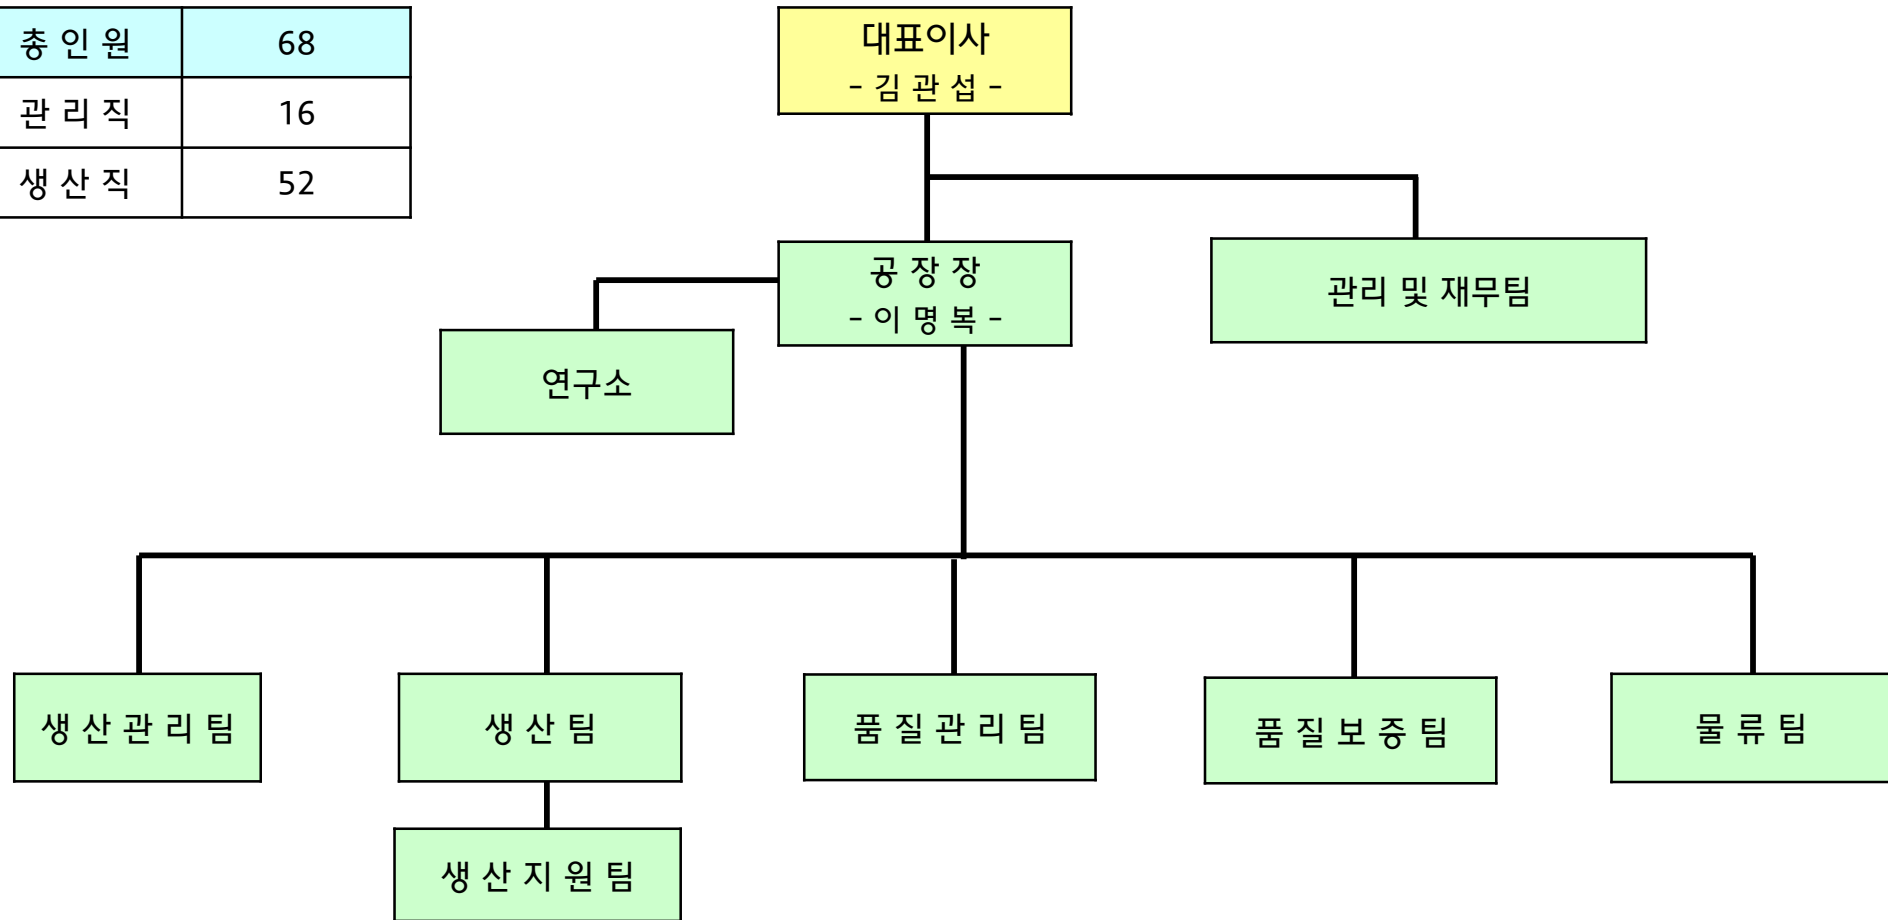 총 인 원 68
관 리 직 16
생 산 직 52
대표이사
- 김 관 섭 -
공 장 장
- 이 명 복 -
관리 및 재무팀
연구소
생 산 관 리 팀
생 산 팀
품 질 관 리 팀
품 질 보 증 팀
물 류 팀
생 산 지 원 팀